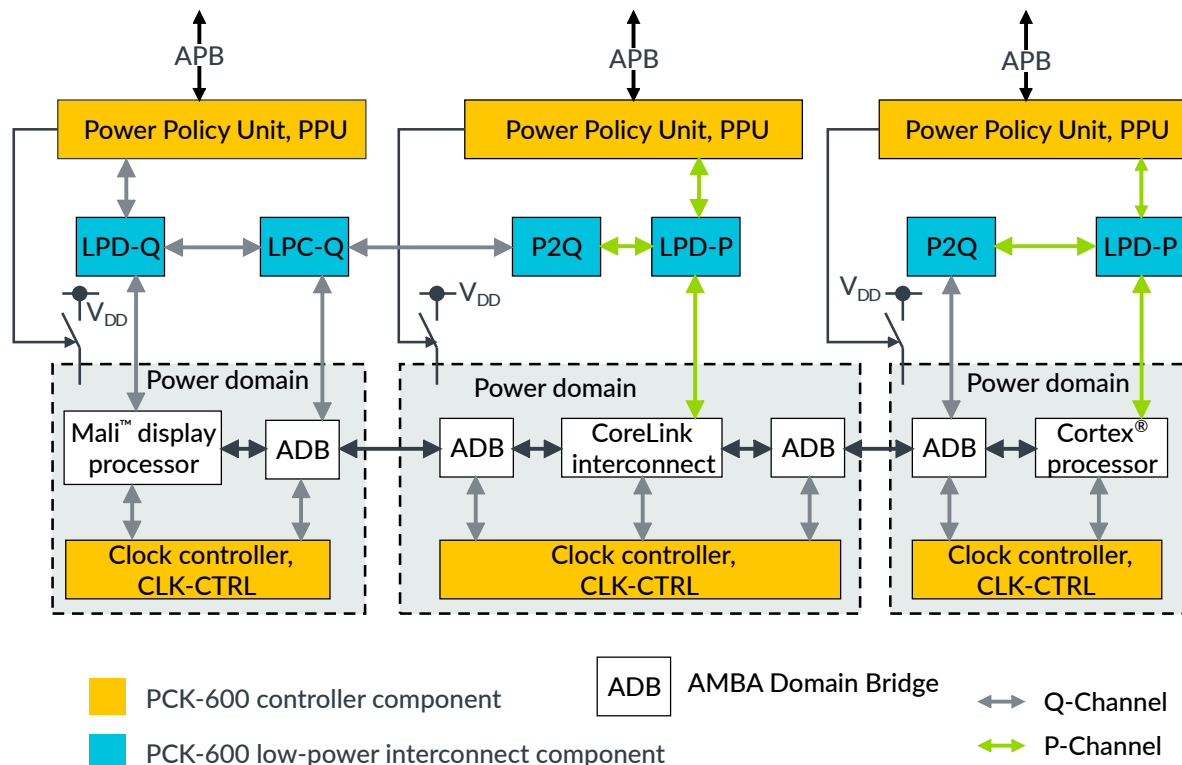 APB
APB
APB
Power Policy Unit, PPU
Power Policy Unit, PPU
Power Policy Unit, PPU
LPD-Q
LPC-Q
P2Q
LPD-P
P2Q
LPD-P
VDD
VDD
VDD
Power domain
Power domain
Power domain
Mali™ display
processor
ADB
ADB
CoreLink
interconnect
ADB
ADB
Cortex®
processor
Clock controller,
CLK-CTRL
Clock controller,
CLK-CTRL
Clock controller,
CLK-CTRL
PCK-600 controller component
ADB
AMBA Domain Bridge
Q-Channel
PCK-600 low-power interconnect component
P-Channel